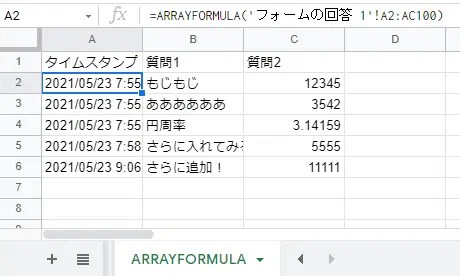 A2 fx =ARRAYFORMULA('フォームの回答 1'!A2:AC100)
A B C D E
1 タイムスタンプ 質問1 質問2
2 2021/05/23 7:55 もじもじ 12345
3 2021/05/23 7:55 ああああああ 3542
4 2021/05/23 7:55 円周率 3.14159
5 2021/05/23 7:58 さらに入れてみ 5555
6 2021/05/23 9:06 さらに追加！ 11111
7
8
ARRAYFORMULA